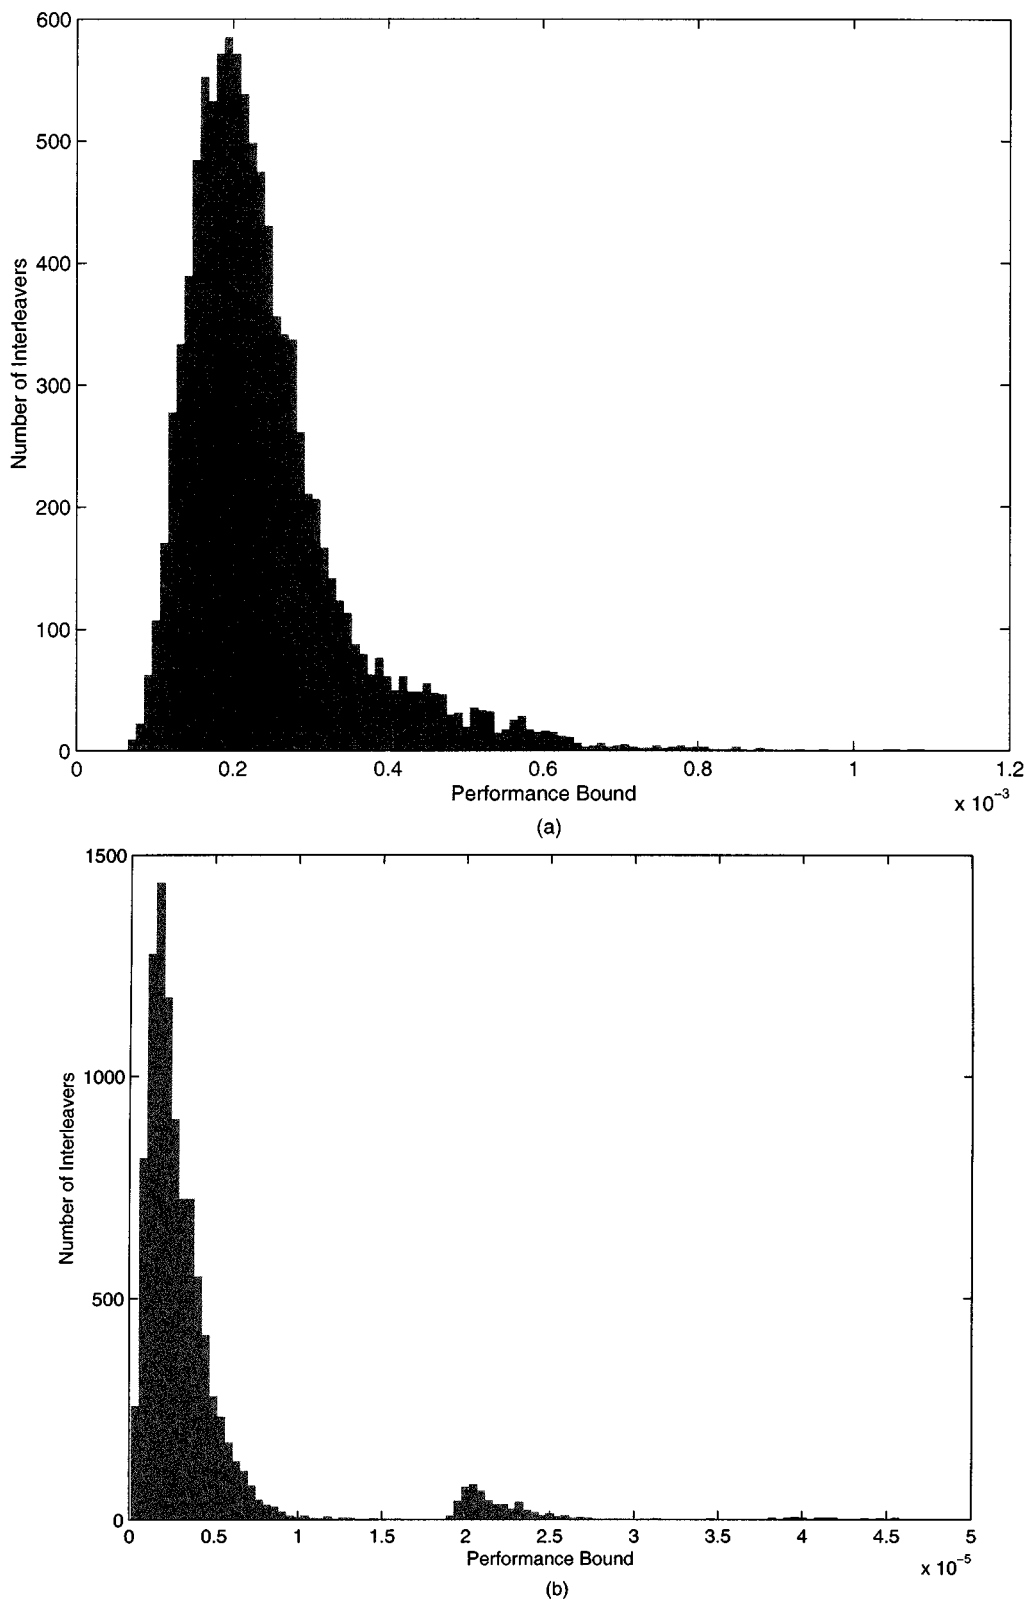 600
500
400
300
200
100
0
Number of Interleavers
0 0.2 0.4 0.6 0.8 1 1.2
Performance Bound
x 10⁻³
(a)
1500
1000
500
0
Number of Interleavers
0 0.5 1 1.5 2 2.5 3 3.5 4 4.5 5
Performance Bound
x 10⁻⁵
(b)